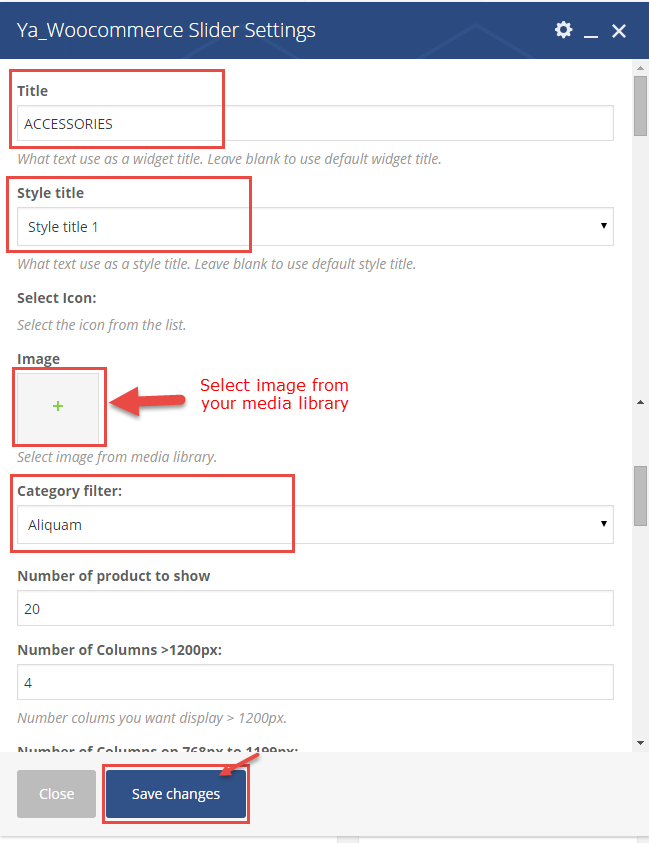 Ya_Woocommerce Slider Settings
Title
ACCESSORIES
What text use as a widget title. Leave blank to use default widget title.
Style title
Style title 1
What text use as a style title. Leave blank to use default style title.
Select Icon:
Select the icon from the list.
Image
+
Select image from
your media library
Select image from media library.
Category filter:
Aliquam
Number of product to show
20
Number of Columns >1200px:
4
Number colums you want display > 1200px.
Number of Columns on 768px to 1199px:
Close
Save changes